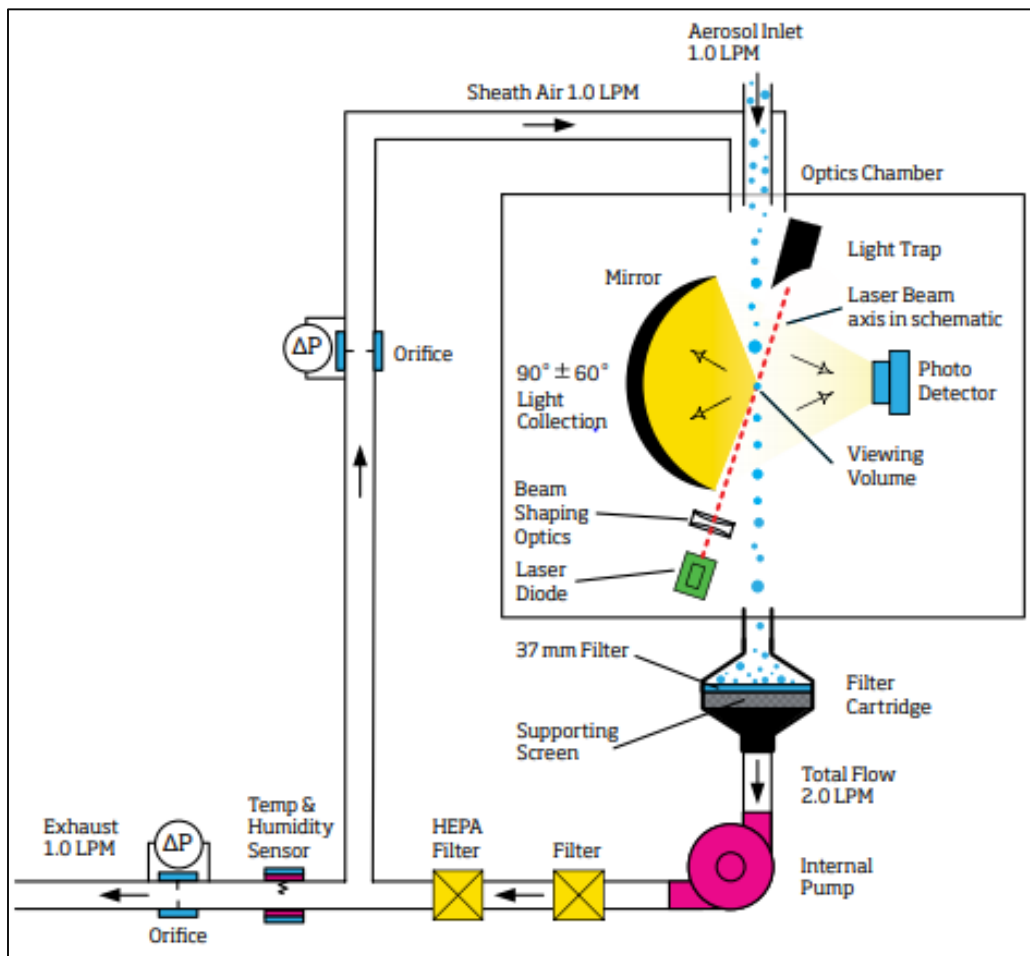 Aerosol Inlet
1.0 LPM
Sheath Air 1.0 LPM
Optics Chamber
Light Trap
Mirror
Laser Beam
axis in schematic
ΔP
Orifice
90° ± 60°
Light
Collection
Photo
Detector
Viewing
Volume
Beam
Shaping
Optics
Laser
Diode
37 mm Filter
Filter
Cartridge
Supporting
Screen
Total Flow
2.0 LPM
Exhaust
1.0 LPM
ΔP
Temp &
Humidity
Sensor
HEPA
Filter
Filter
Internal
Pump
Orifice